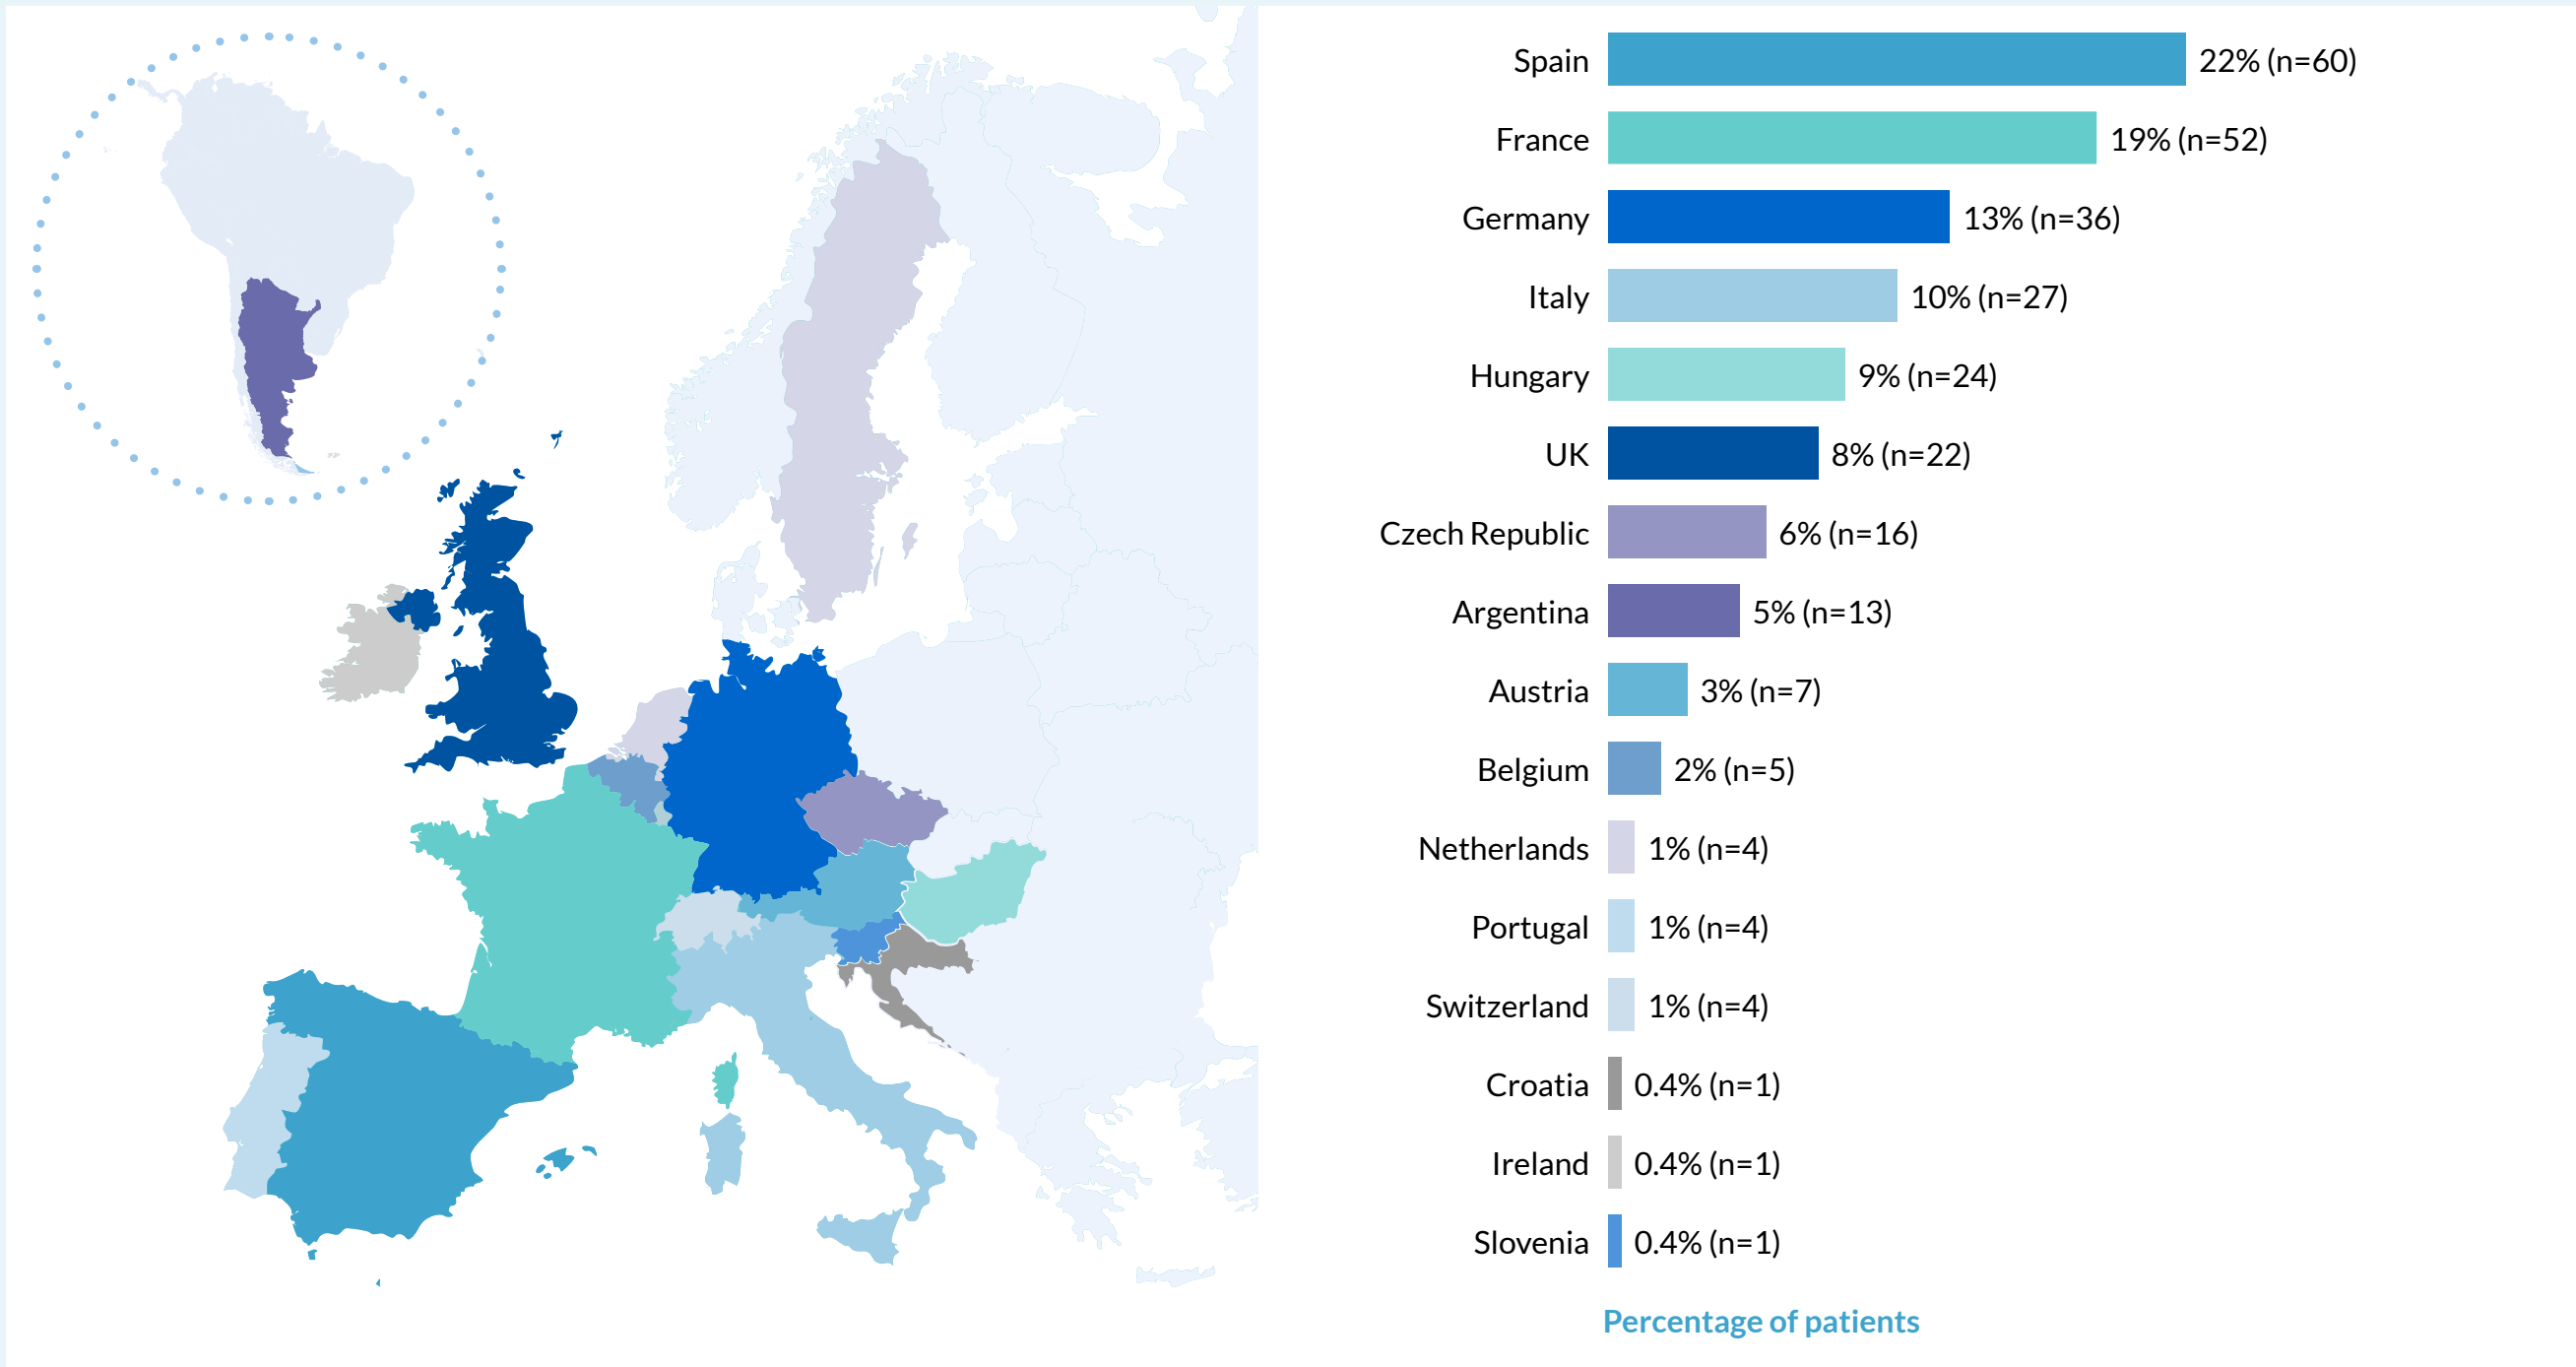 Spain 22% (n=60)
France 19% (n=52)
Germany 13% (n=36)
Italy 10% (n=27)
Hungary 9% (n=24)
UK 8% (n=22)
Czech Republic 6% (n=16)
Argentina 5% (n=13)
Austria 3% (n=7)
Belgium 2% (n=5)
Netherlands 1% (n=4)
Portugal 1% (n=4)
Switzerland 1% (n=4)
Croatia 0.4% (n=1)
Ireland 0.4% (n=1)
Slovenia 0.4% (n=1)
Percentage of patients